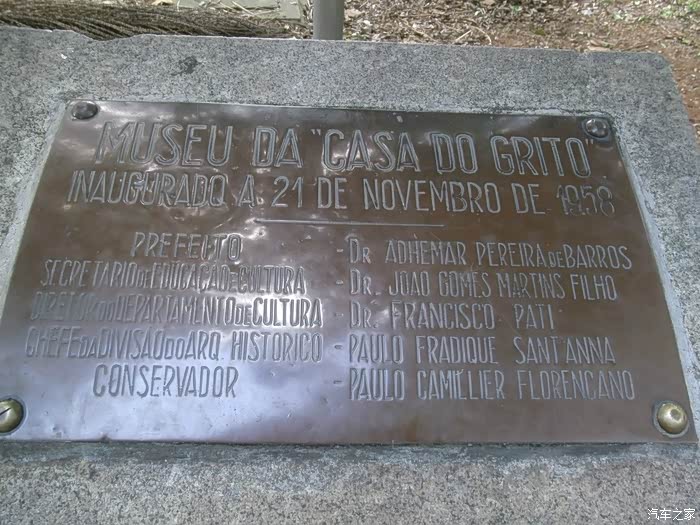 MUSEU DA "CASA DO GRITO"
INAUGURADO A 21 DE NOVEMBRO DE 1958
PREFEITO - DR. ADHEMAR PEREIRA DE BARROS
SECRETÁRIO DE EDUCAÇÃO E CULTURA - DR. JOÃO GOMES MARTINS FILHO
DIRETOR DO DEPARTAMENTO DE CULTURA - DR. FRANCISCO PATI
CHEFE DA DIVISÃO DO ARQ. HISTORICO - PAULO FRADIQUE SANT'ANNA
CONSERVADOR - PAULO CAMILLIER FLORENCANO
汽车之家